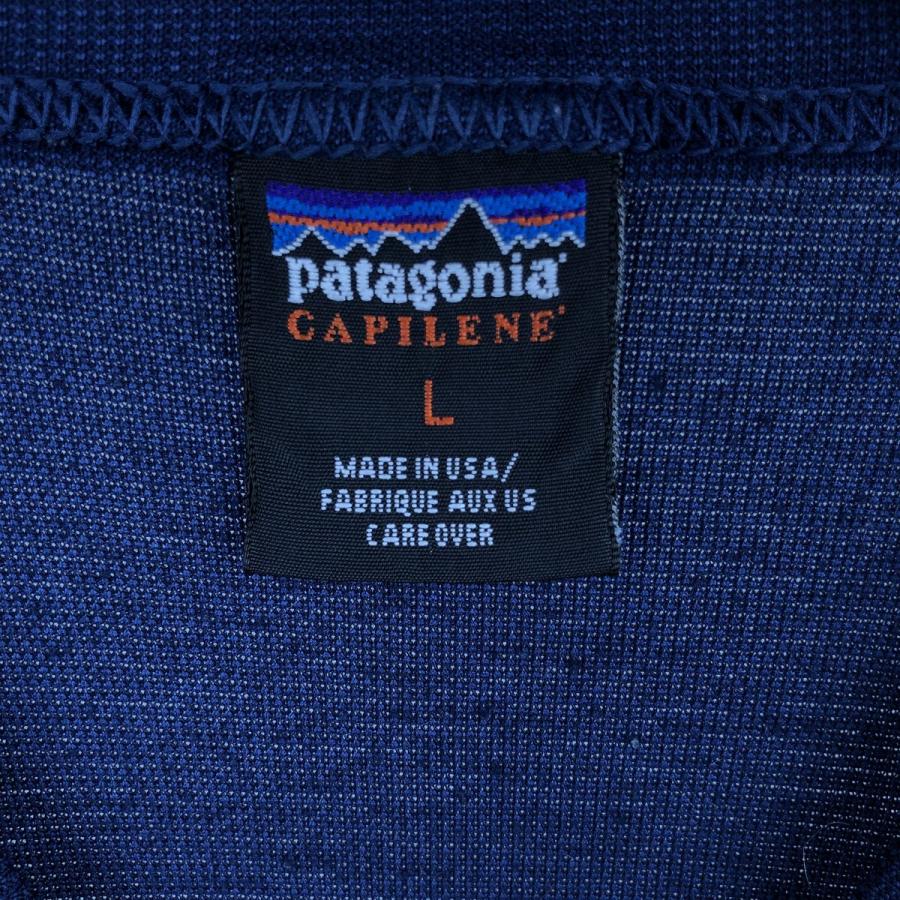 patagonia®
CAPILENE®
L
MADE IN USA/
FABRIQUE AUX US
CARE OVER